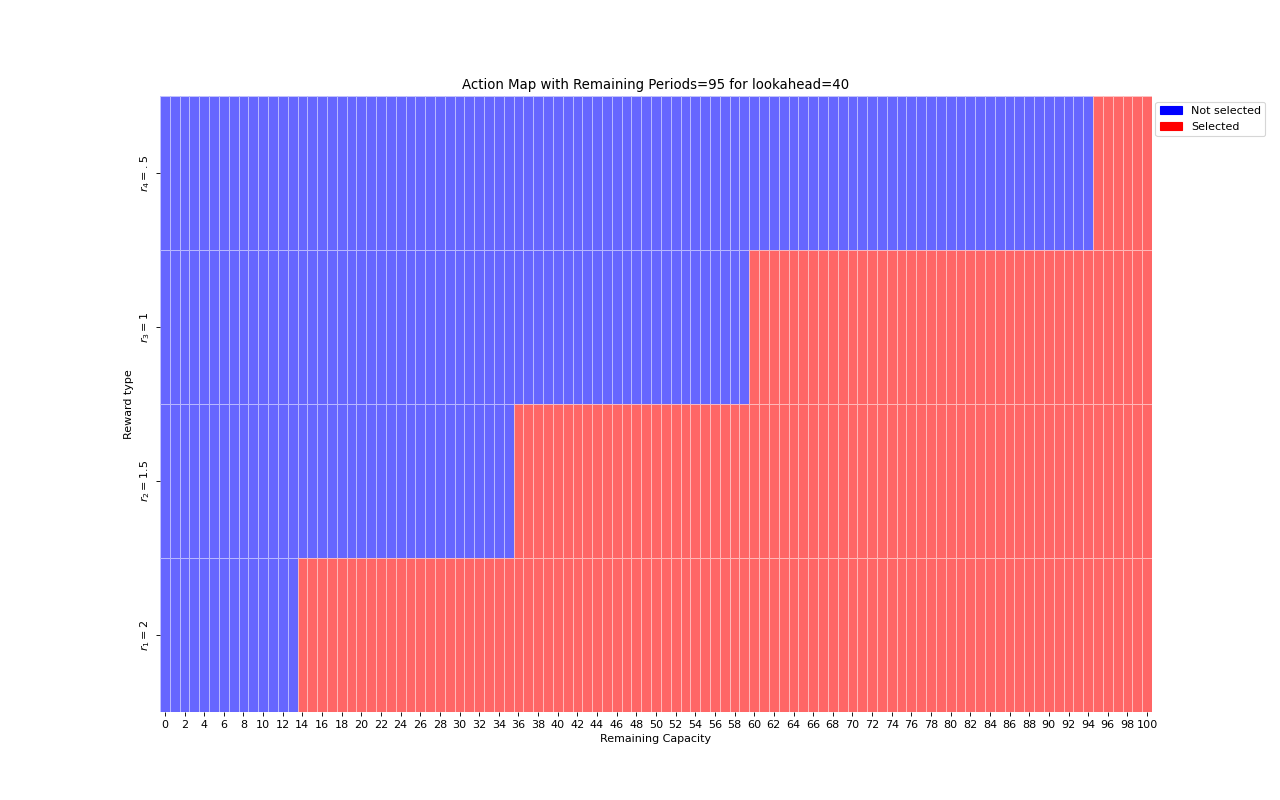 Action Map with Remaining Periods=95 for lookahead=40
Not selected
Selected
r₄ = .5
r₃ = 1
r₂ = 1.5
r₁ = 2
Reward type
0 2 4 6 8 10 12 14 16 18 20 22 24 26 28 30 32 34 36 38 40 42 44 46 48 50 52 54 56 58 60 62 64 66 68 70 72 74 76 78 80 82 84 86 88 90 92 94 96 98 100
Remaining Capacity